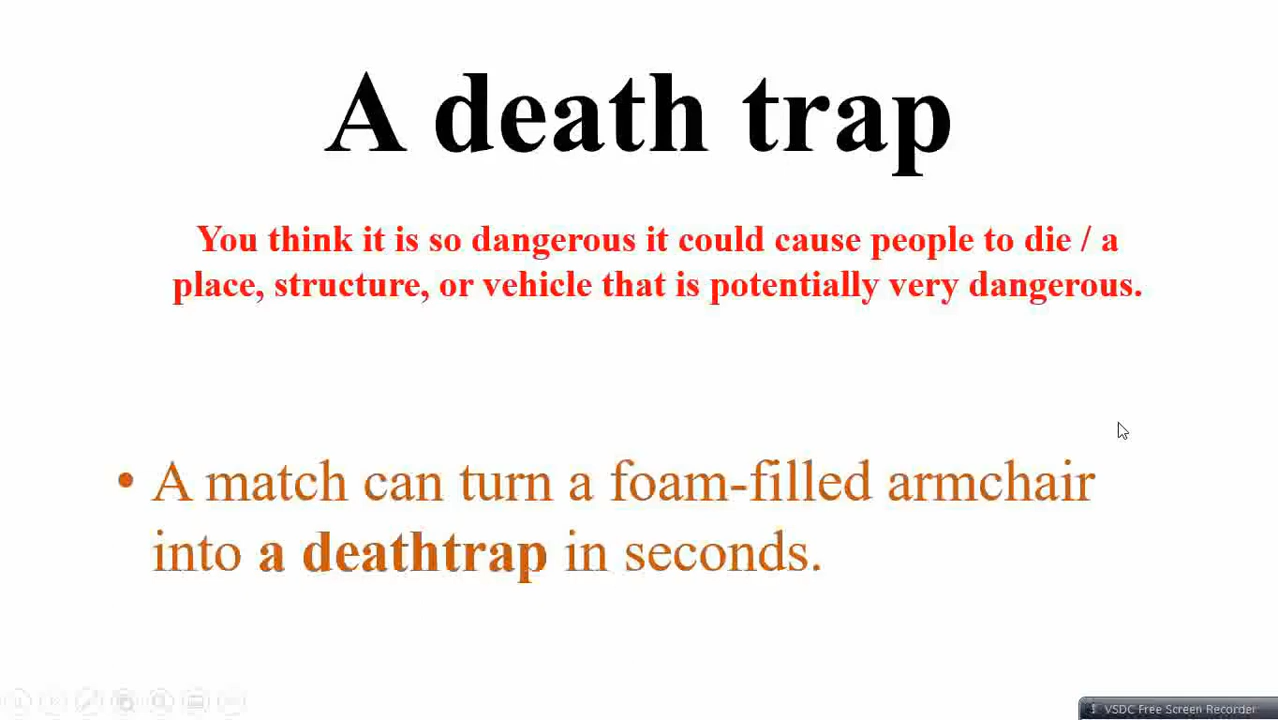 A death trap
You think it is so dangerous it could cause people to die / a
place, structure, or vehicle that is potentially very dangerous.
• A match can turn a foam-filled armchair
into a deathtrap in seconds.
VSDC Free Screen Recorder